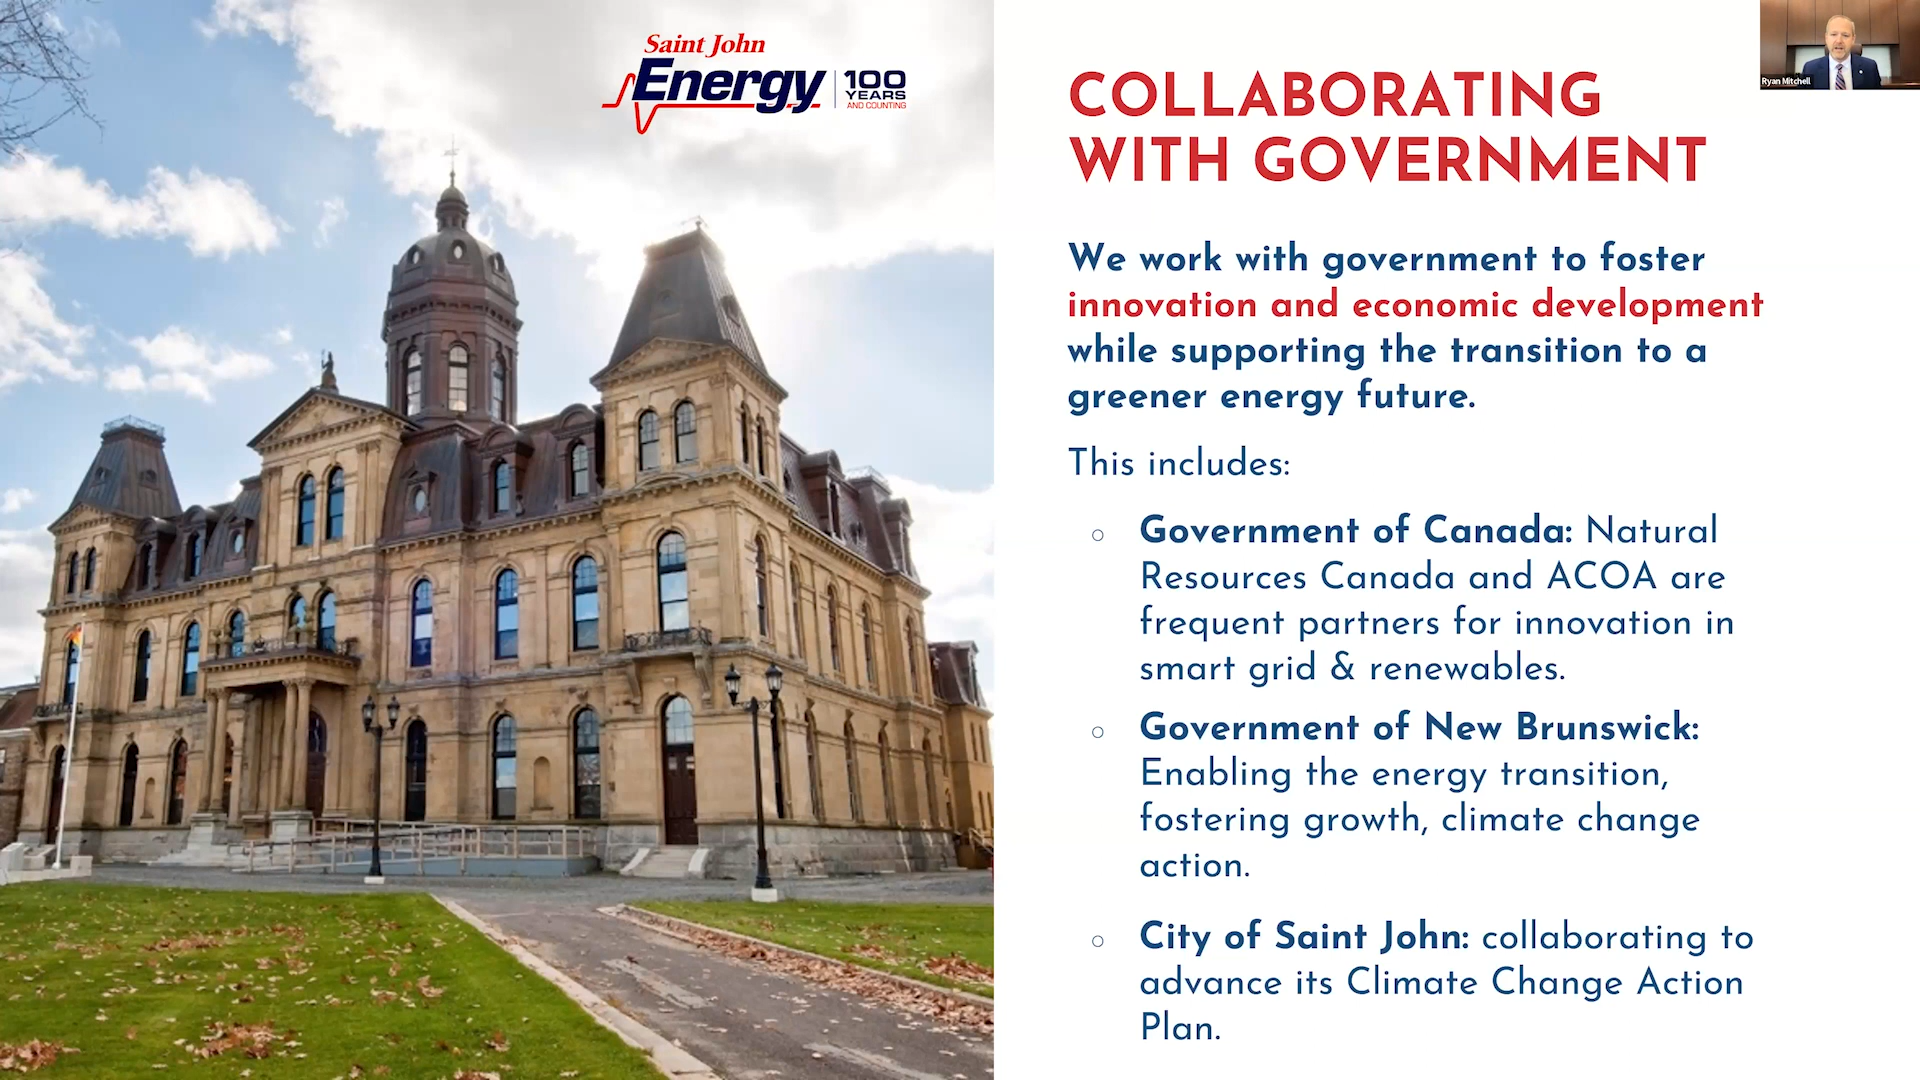 Saint John
Energy
100
YEARS
AND COUNTING
COLLABORATING
WITH GOVERNMENT
Ryan Mitchell
We work with government to foster
innovation and economic development
while supporting the transition to a
greener energy future.
This includes:
○ Government of Canada: Natural
Resources Canada and ACOA are
frequent partners for innovation in
smart grid & renewables.
○ Government of New Brunswick:
Enabling the energy transition,
fostering growth, climate change
action.
○ City of Saint John: collaborating to
advance its Climate Change Action
Plan.